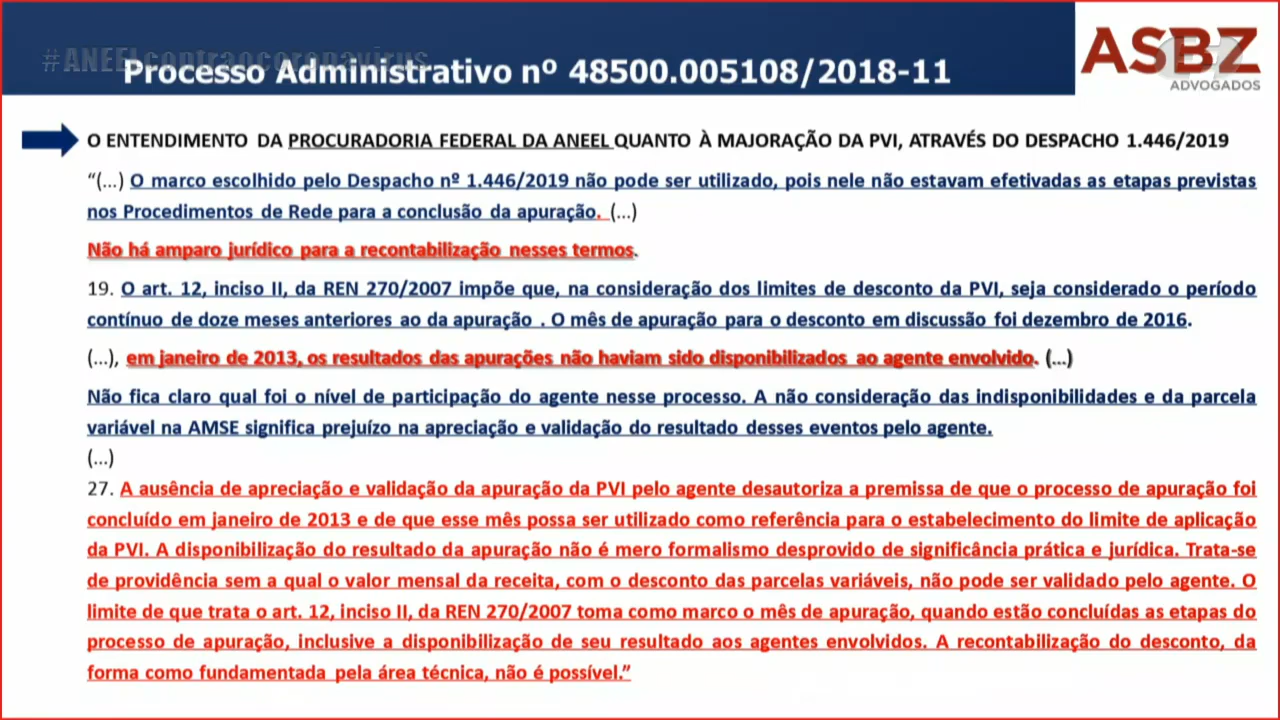 #ANEELcontraocoronavirus
Processo Administrativo nº 48500.005108/2018-11
ASBZ
ADVOGADOS
O ENTENDIMENTO DA PROCURADORIA FEDERAL DA ANEEL QUANTO À MAJORAÇÃO DA PVI, ATRAVÉS DO DESPACHO 1.446/2019
“(...) O marco escolhido pelo Despacho nº 1.446/2019 não pode ser utilizado, pois nele não estavam efetivadas as etapas previstas
nos Procedimentos de Rede para a conclusão da apuração. (...)
Não há amparo jurídico para a recontabilização nesses termos.
19. O art. 12, inciso II, da REN 270/2007 impõe que, na consideração dos limites de desconto da PVI, seja considerado o período
contínuo de doze meses anteriores ao da apuração . O mês de apuração para o desconto em discussão foi dezembro de 2016.
(...), em janeiro de 2013, os resultados das apurações não haviam sido disponibilizados ao agente envolvido. (...)
Não fica claro qual foi o nível de participação do agente nesse processo. A não consideração das indisponibilidades e da parcela
variável na AMSE significa prejuízo na apreciação e validação do resultado desses eventos pelo agente.
(...)
27. A ausência de apreciação e validação da apuração da PVI pelo agente desautoriza a premissa de que o processo de apuração foi
concluído em janeiro de 2013 e de que esse mês possa ser utilizado como referência para o estabelecimento do limite de aplicação
da PVI. A disponibilização do resultado da apuração não é mero formalismo desprovido de significância prática e jurídica. Trata-se
de providência sem a qual o valor mensal da receita, com o desconto das parcelas variáveis, não pode ser validado pelo agente. O
limite de que trata o art. 12, inciso II, da REN 270/2007 toma como marco o mês de apuração, quando estão concluídas as etapas do
processo de apuração, inclusive a disponibilização de seu resultado aos agentes envolvidos. A recontabilização do desconto, da
forma como fundamentada pela área técnica, não é possível.”